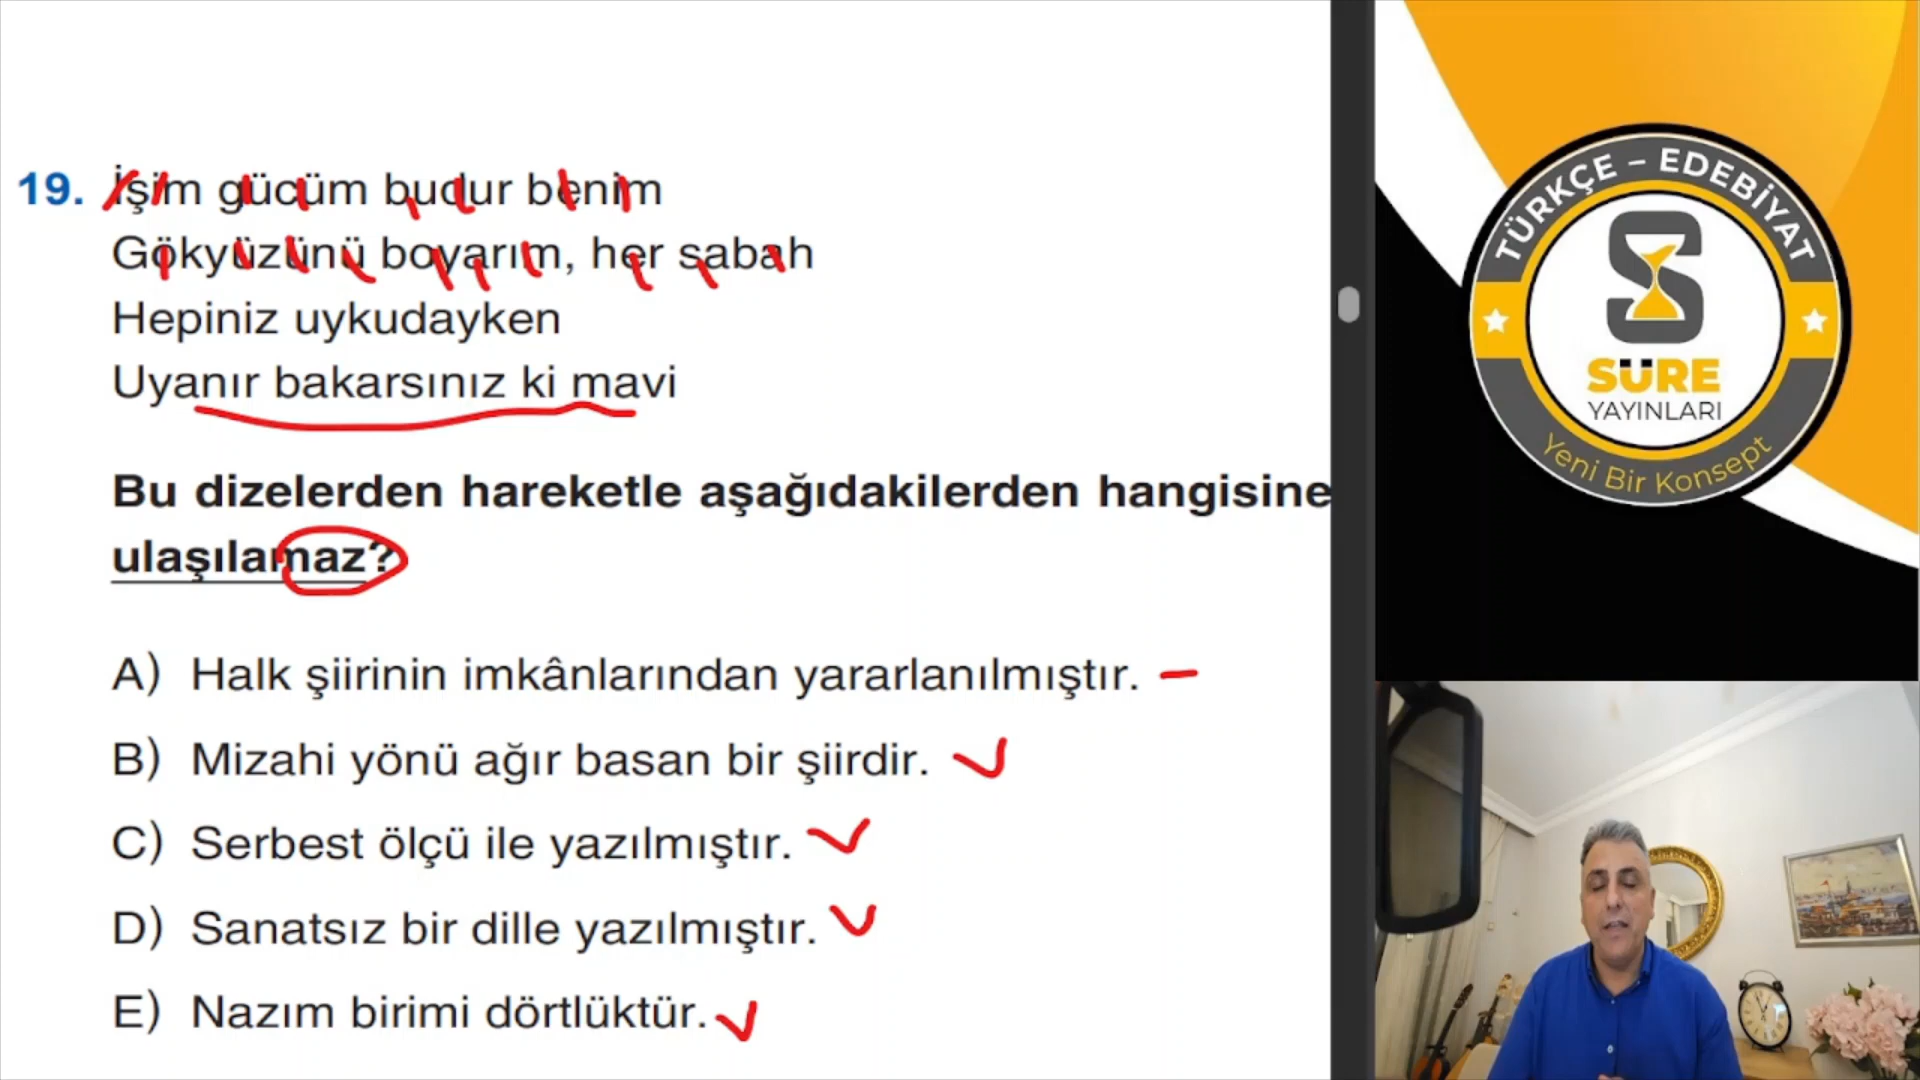 19. İşim gücüm budur benim
Gökyüzünü boyarım, her sabah
Hepiniz uykudayken
Uyanır bakarsınız ki mavi
Bu dizelerden hareketle aşağıdakilerden hangisine
ulaşılamaz?
A) Halk şiirinin imkânlarından yararlanılmıştır.
B) Mizahi yönü ağır basan bir şiirdir.
C) Serbest ölçü ile yazılmıştır.
D) Sanatsız bir dille yazılmıştır.
E) Nazım birimi dörtlüktür.
TÜRKÇE – EDEBİYAT
SÜRE
YAYINLARI
Yeni Bir Konsept